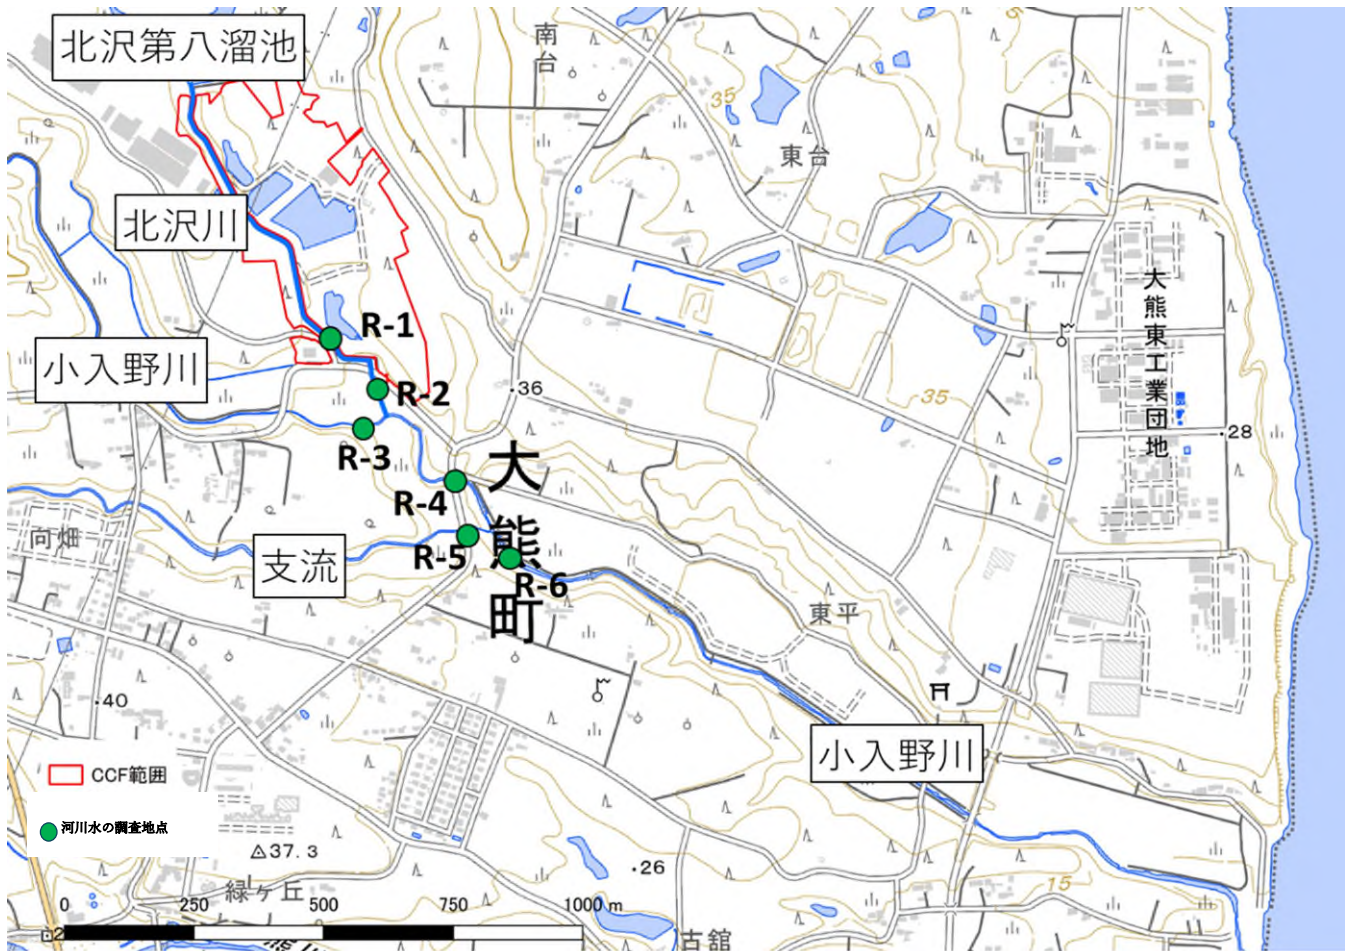 北沢第八溜池
南台
35
東台
北沢川
大熊東工業団地
R-1
小入野川
R-2
36
35
28
R-3
大熊町
R-4
向畑
支流
R-5
R-6
東平
40
小入野川
CCF範囲
河川水の調査地点
37.3
26
緑ヶ丘
15
0 250 500 750 1000 m
古舘